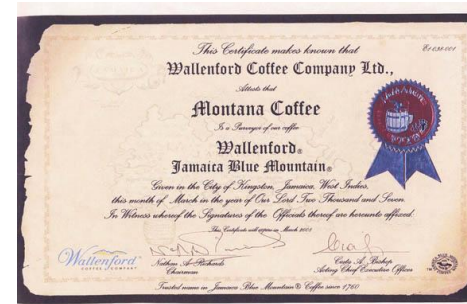 This Certificate makes known that
Wallenford Coffee Company Ltd.,
Attests that
Montana Coffee
Is a Purveyor of our coffee
Wallenford®
Jamaica Blue Mountain®
Given in the City of Kingston, Jamaica, West Indies,
this month of March in the year of Our Lord Two Thousand and Seven
In Witness whereof the Signatures of the Officials thereof are hereunto affixed.
Wallenford
COFFEE COMPANY
Chairman
Acting Chief Executive Officer
Trusted name in Jamaica Blue Mountain® Coffee since 1760